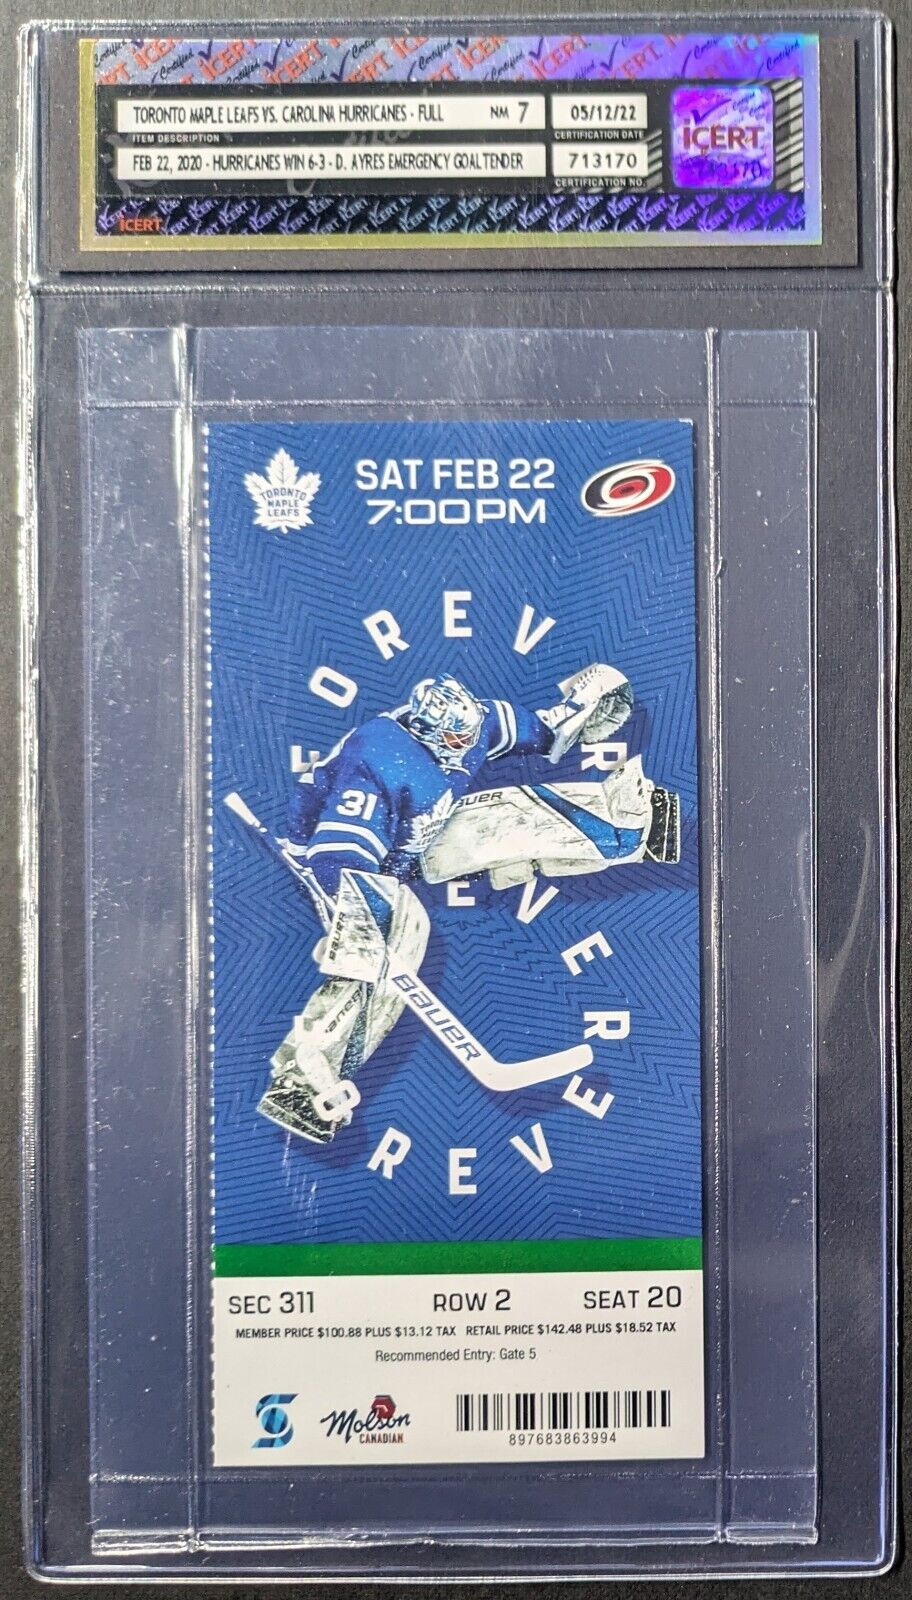 TORONTO MAPLE LEAFS VS. CAROLINA HURRICANES - FULL NM 7 05/12/22
ITEM DESCRIPTION CERTIFICATION DATE
FEB 22, 2020 - HURRICANES WIN 6-3 - D. AYRES EMERGENCY GOALTENDER 713170
CERTIFICATION NO.
iCERT
713170
iCERT
TORONTO
MAPLE
LEAFS
SAT FEB 22
7:00PM
FOREVER
EVER
FOREVER
31
BAUER
BAUER
SEC 311 ROW 2 SEAT 20
MEMBER PRICE $100.88 PLUS $13.12 TAX RETAIL PRICE $142.48 PLUS $18.52 TAX
Recommended Entry: Gate 5
Molson
CANADIAN
897683863994